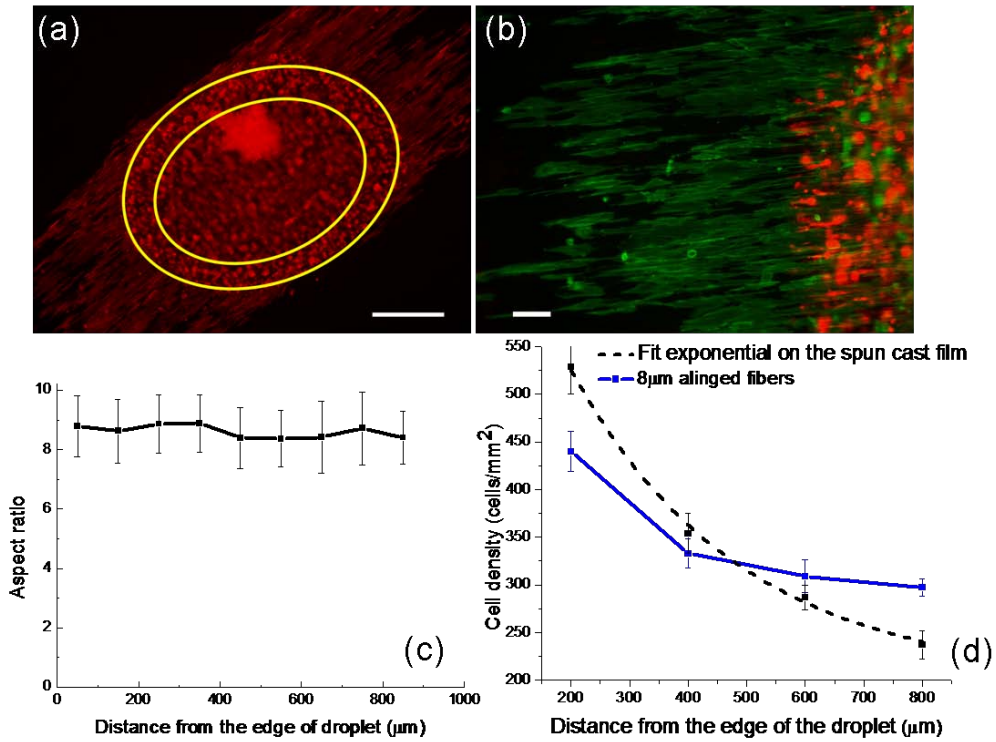 (a)
(b)
10
8
6
4
2
0
Aspect ratio
0 200 400 600 800 1000
Distance from the edge of droplet (μm)
(c)
550
500
450
400
350
300
250
200
Cell density (cells/mm²)
Fit exponential on the spun cast film
8μm alinged fibers
200 300 400 500 600 700 800
Distance from the edge of the droplet (μm)
(d)